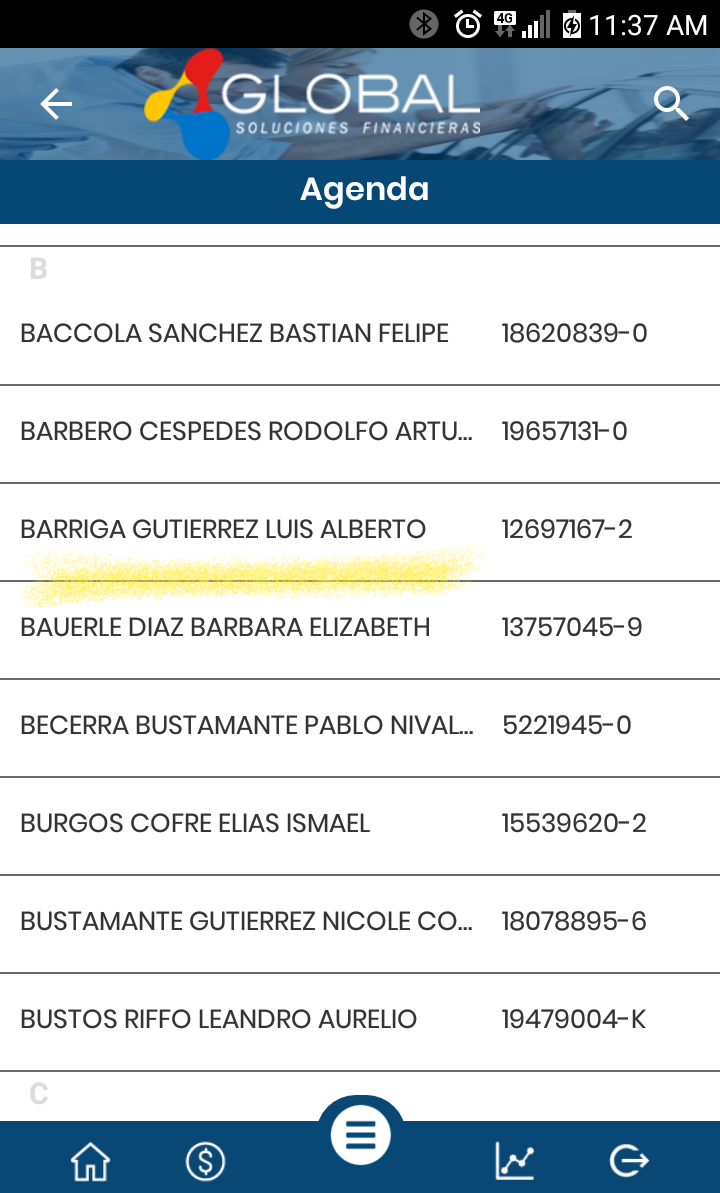 4G 11:37 AM
GLOBAL
SOLUCIONES FINANCIERAS
Agenda
B
BACCOLA SANCHEZ BASTIAN FELIPE 18620839-0
BARBERO CESPEDES RODOLFO ARTU... 19657131-0
BARRIGA GUTIERREZ LUIS ALBERTO 12697167-2
BAUERLE DIAZ BARBARA ELIZABETH 13757045-9
BECERRA BUSTAMANTE PABLO NIVAL... 5221945-0
BURGOS COFRE ELIAS ISMAEL 15539620-2
BUSTAMANTE GUTIERREZ NICOLE CO... 18078895-6
BUSTOS RIFFO LEANDRO AURELIO 19479004-K
C